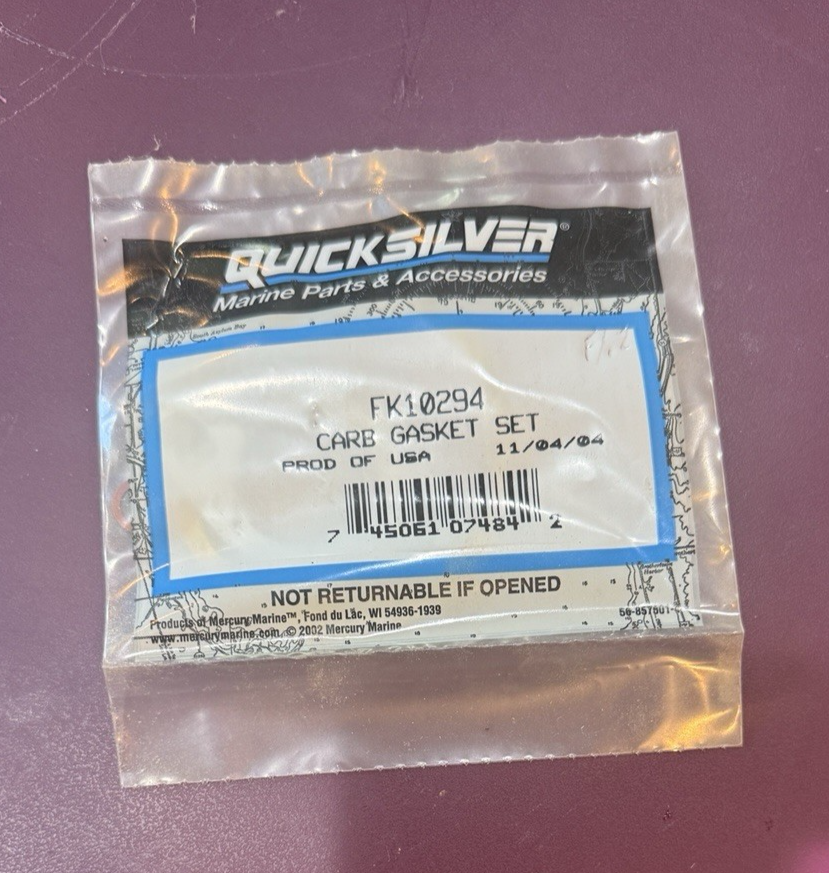 QUICKSILVER®
Marine Parts & Accessories
FK10294
CARB GASKET SET
PROD OF USA 11/04/04
7 45061 07484 2
NOT RETURNABLE IF OPENED
Products of Mercury Marine™, Fond du Lac, WI 54936-1939
www.mercurymarine.com © 2002 Mercury Marine